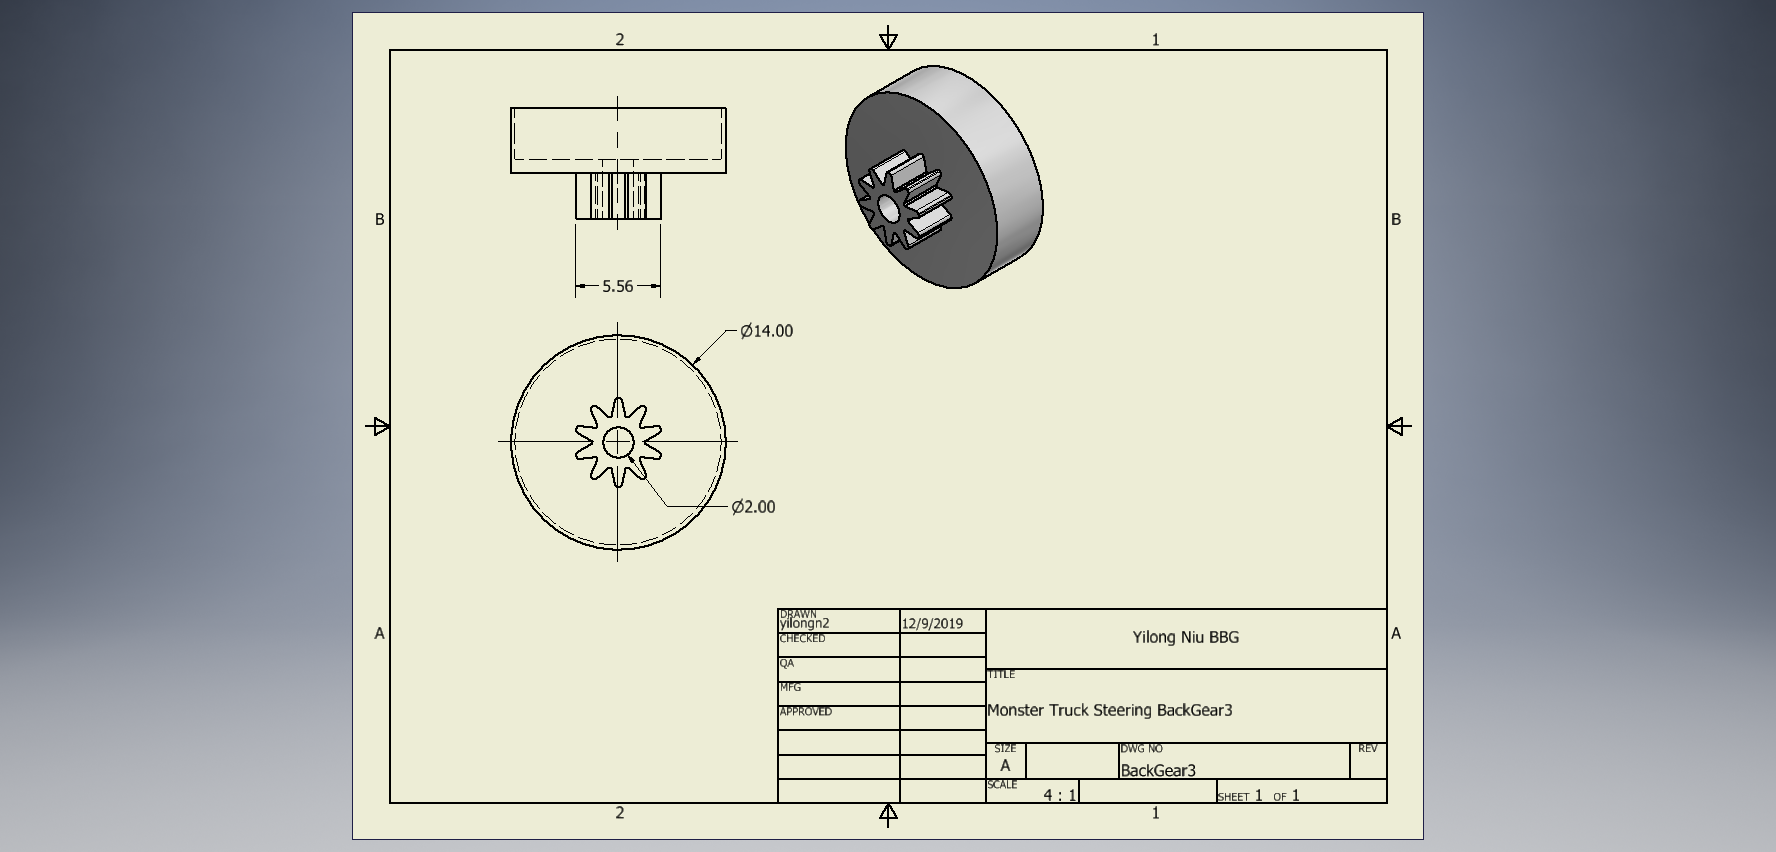 2
1
B
B
5.56
Ø14.00
Ø2.00
A
A
DRAWN
yilongn2
12/9/2019
CHECKED
QA
MFG
APPROVED
Yilong Niu BBG
TITLE
Monster Truck Steering BackGear3
SIZE
A
DWG NO
BackGear3
REV
SCALE
4 : 1
SHEET 1 OF 1
2
1